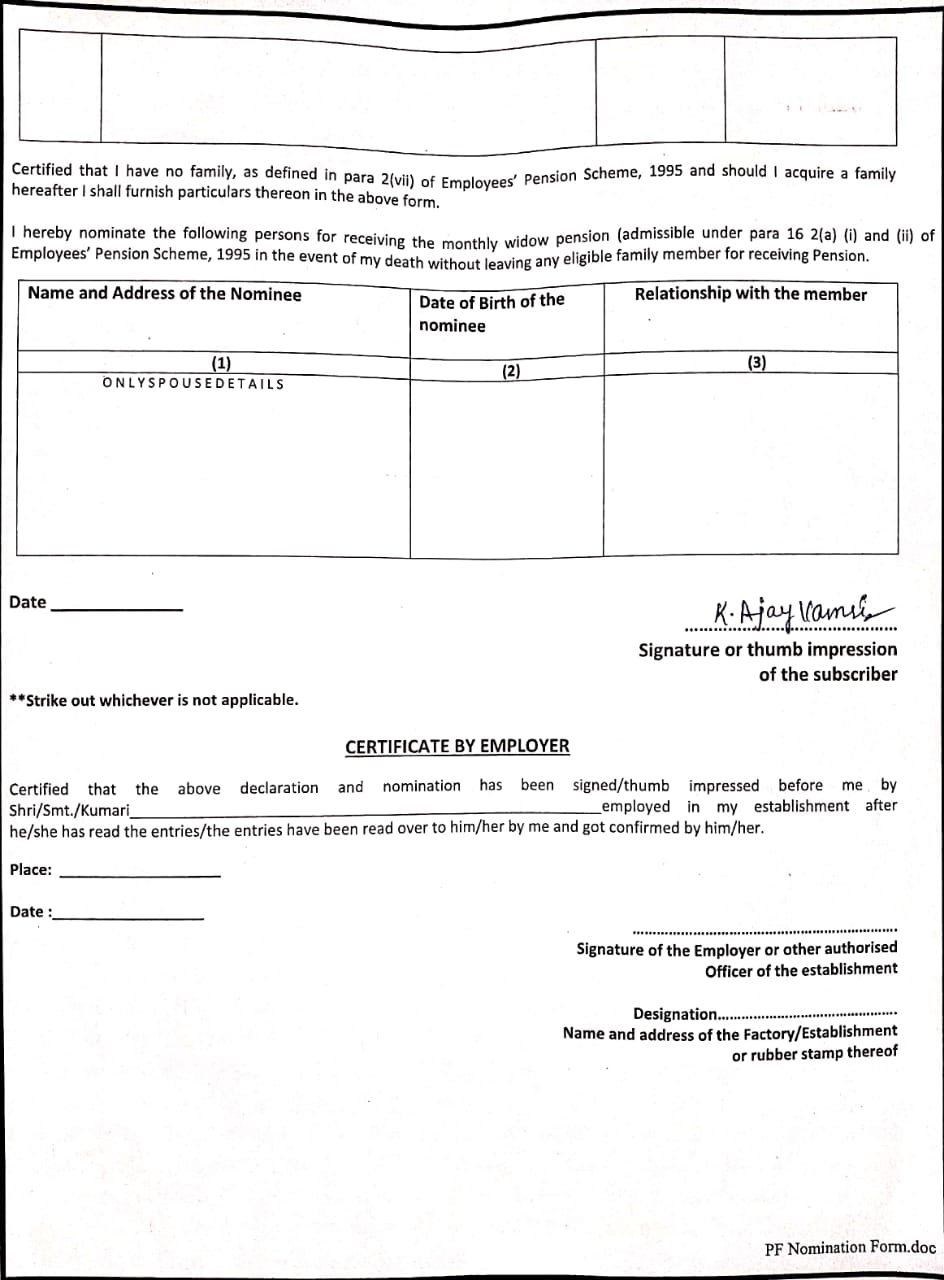 Certified that I have no family, as defined in para 2(vii) of Employees' Pension Scheme, 1995 and should I acquire a family
hereafter I shall furnish particulars thereon in the above form.
I hereby nominate the following persons for receiving the monthly widow pension (admissible under para 16 2(a) (i) and (ii) of
Employees' Pension Scheme, 1995 in the event of my death without leaving any eligible family member for receiving Pension.
Name and Address of the Nominee
Date of Birth of the
nominee
Relationship with the member
(1)
(2)
(3)
ONLYSPOUSEDETAILS
Date
K. Ajay Vamsi
Signature or thumb impression
of the subscriber
**Strike out whichever is not applicable.
CERTIFICATE BY EMPLOYER
Certified that the above declaration and nomination has been signed/thumb impressed before me by
Shri/Smt./Kumari employed in my establishment after
he/she has read the entries/the entries have been read over to him/her by me and got confirmed by him/her.
Place:
Date :
Signature of the Employer or other authorised
Officer of the establishment
Designation
Name and address of the Factory/Establishment
or rubber stamp thereof
PF Nomination Form.doc